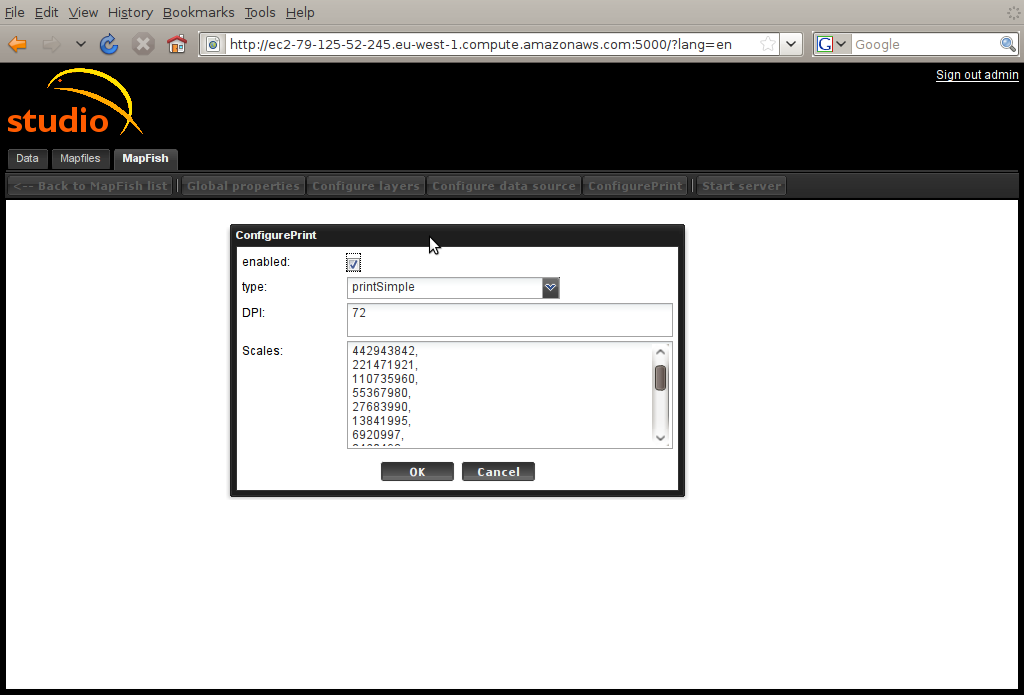 File Edit View History Bookmarks Tools Help
http://ec2-79-125-52-245.eu-west-1.compute.amazonaws.com:5000/?lang=en
G Google
Sign out admin
studio
Data Mapfiles MapFish
<-- Back to MapFish list Global properties Configure layers Configure data source ConfigurePrint Start server
ConfigurePrint
enabled:
type: printSimple
DPI: 72
Scales: 442943842,
221471921,
110735960,
55367980,
27683990,
13841995,
6920997,
OK Cancel